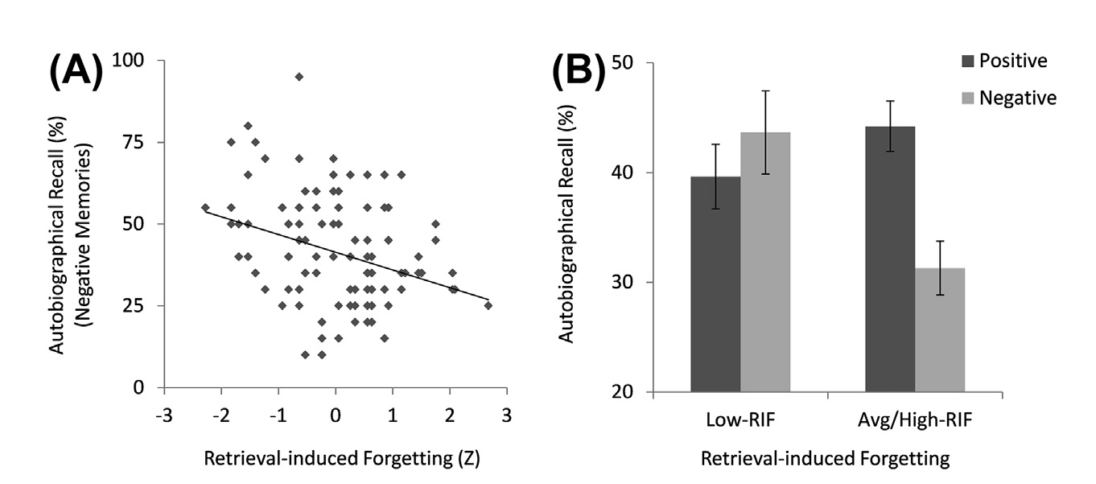 (A)
Autobiographical Recall (%)
(Negative Memories)
100
75
50
25
0
-3 -2 -1 0 1 2 3
Retrieval-induced Forgetting (Z)
(B)
Autobiographical Recall (%)
50
40
30
20
Positive
Negative
Low-RIF Avg/High-RIF
Retrieval-induced Forgetting